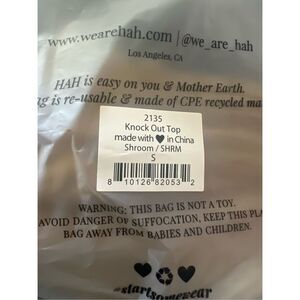 www.wearehah.com | @we_are_hah
Los Angeles, CA
HAH is easy on you & Mother Earth.
ag is re-usable & made of CPE recycled ma
2135
Knock Out Top
made with ♥ in China
Shroom / SHRM
S
8 10126 82053 2
WARNING: THIS BAG IS NOT A TOY.
AVOID DANGER OF SUFFOCATION, KEEP THIS PLA
BAG AWAY FROM BABIES AND CHILDREN.
#startsomewear